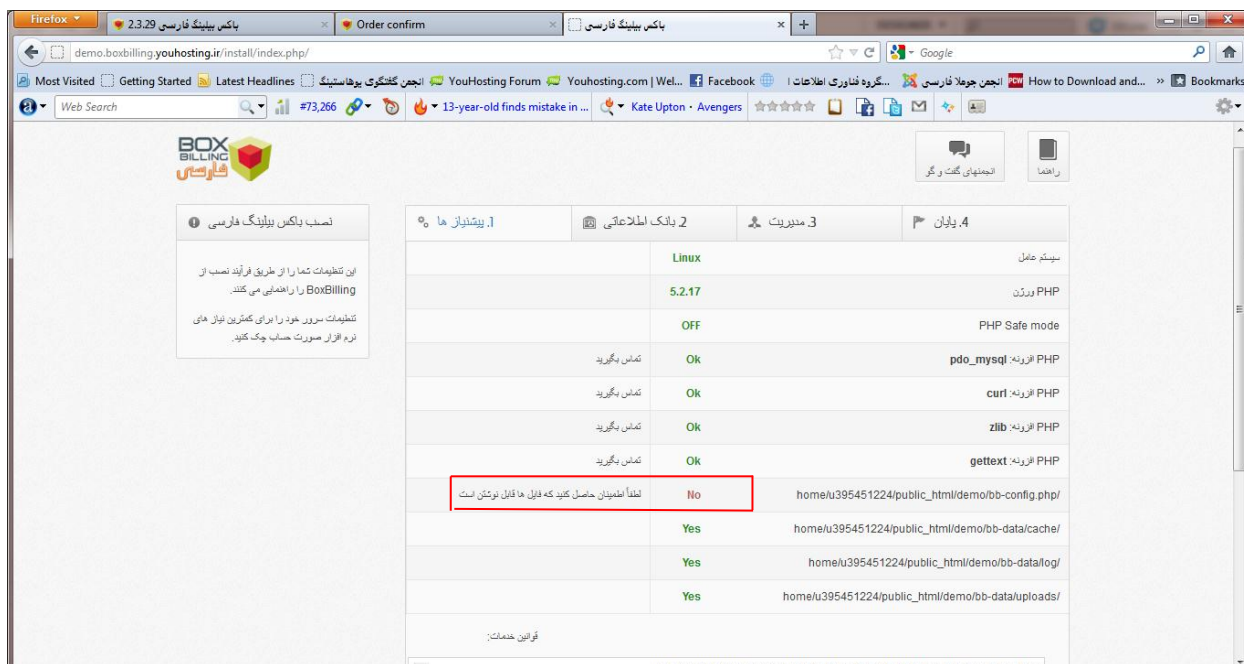 Firefox
باکس بیلینگ فارسی 2.3.29
Order confirm
باکس بیلینگ فارسی
demo.boxbilling.youhosting.ir/install/index.php/
Google
Most Visited
Getting Started
Latest Headlines
انجمن گفتگوی یوهاستینگ
YouHosting Forum
Youhosting.com | Wel...
Facebook
گروه فناوری اطلاعات ا...
انجمن جوملا فارسی
How to Download and...
Bookmarks
Web Search
#73,266
13-year-old finds mistake in ...
Kate Upton · Avengers
BOX
BILLING
فارسی
انجمنهای گفت و گو
راهنما
نصب باکس بیلینگ فارسی
این تنظیمات شما را از طریق فرآیند نصب از
BoxBilling را راهنمایی می کنند.
تنظیمات سرور خود را برای کمترین نیاز های
نرم افزار صورت حساب چک کنید.
1. پیشنیاز ها
2. بانک اطلاعاتی
3. مدیریت
4. پایان
سیستم عامل
Linux
PHP ورژن
5.2.17
PHP Safe mode
OFF
PHP افزونه: pdo_mysql
Ok
تماس بگیرید
PHP افزونه: curl
Ok
تماس بگیرید
PHP افزونه: zlib
Ok
تماس بگیرید
PHP افزونه: gettext
Ok
تماس بگیرید
home/u395451224/public_html/demo/bb-config.php/
No
لطفاً اطمینان حاصل کنید که فایل ها قابل نوشتن است
home/u395451224/public_html/demo/bb-data/cache/
Yes
home/u395451224/public_html/demo/bb-data/log/
Yes
home/u395451224/public_html/demo/bb-data/uploads/
Yes
قوانین خدمات: